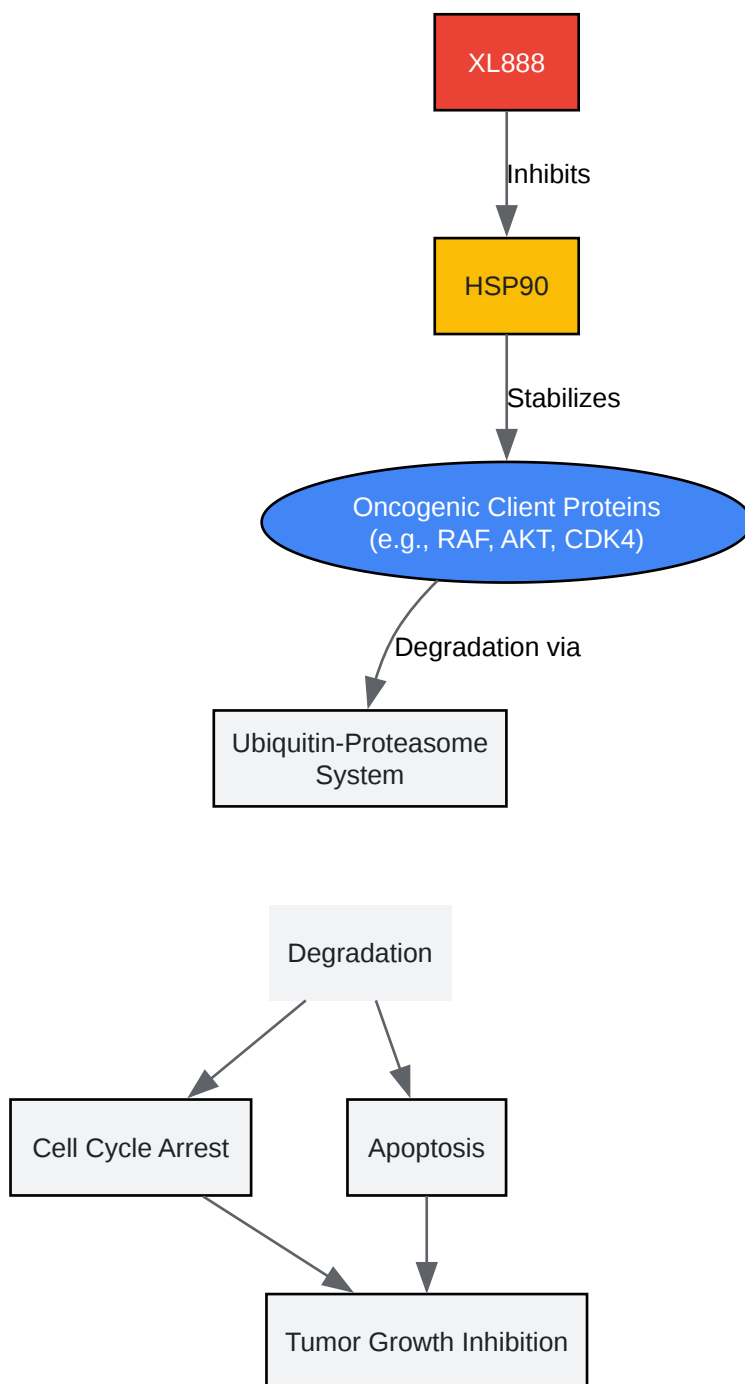 XL888
Inhibits
HSP90
Stabilizes
Oncogenic Client Proteins
(e.g., RAF, AKT, CDK4)
Degradation via
Ubiquitin-Proteasome
System
Degradation
Cell Cycle Arrest
Apoptosis
Tumor Growth Inhibition